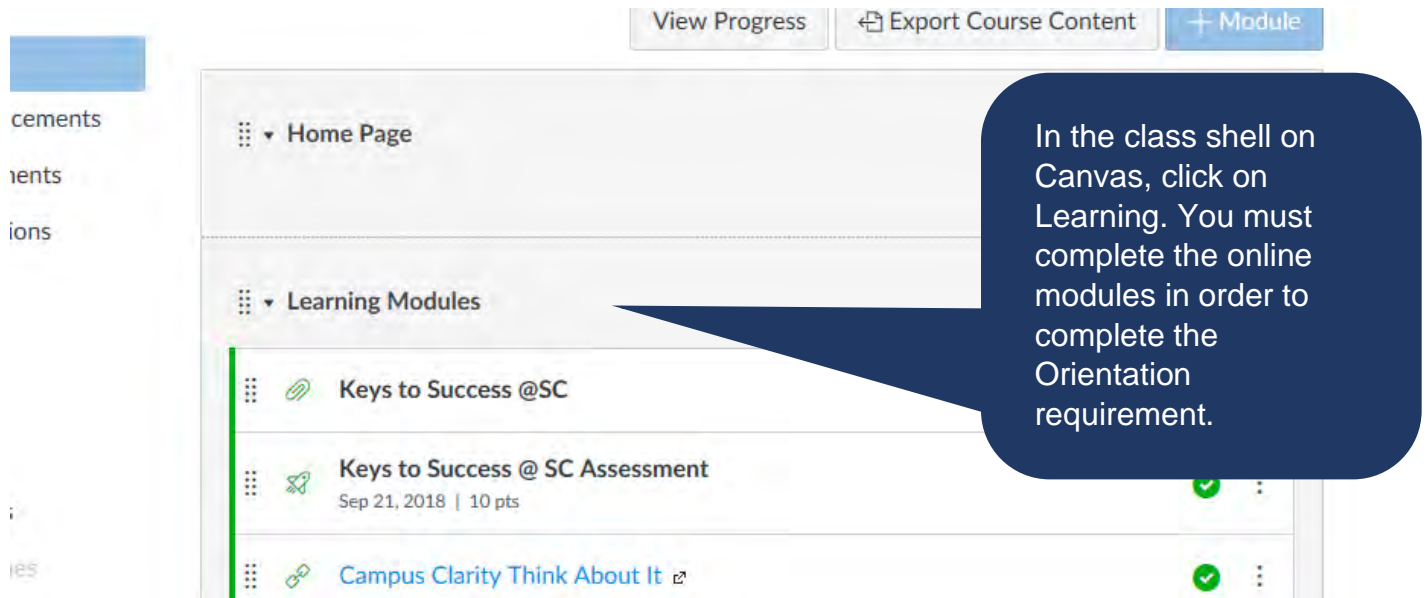 View Progress
Export Course Content
+ Module
cements
Home Page
ments
ions
Learning Modules
In the class shell on
Canvas, click on
Learning. You must
complete the online
modules in order to
complete the
Orientation
requirement.
Keys to Success @SC
Keys to Success @ SC Assessment
Sep 21, 2018 | 10 pts
Campus Clarity Think About It